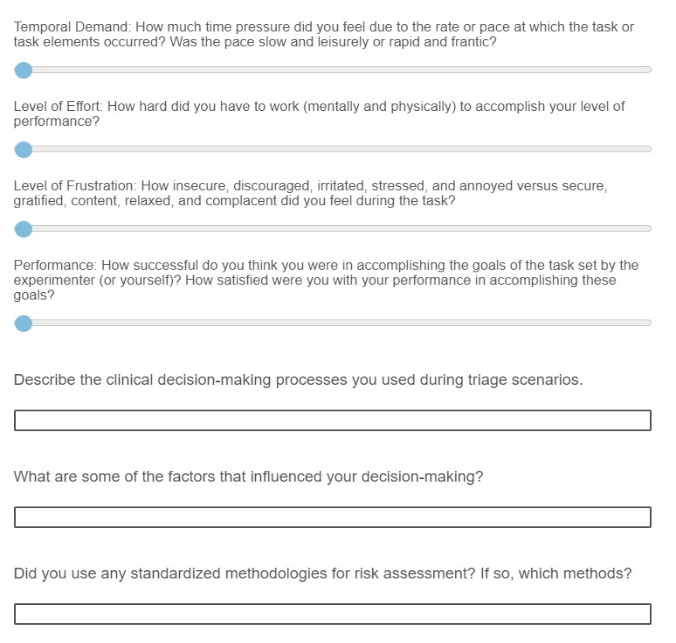 Temporal Demand: How much time pressure did you feel due to the rate or pace at which the task or
task elements occurred? Was the pace slow and leisurely or rapid and frantic?
Level of Effort: How hard did you have to work (mentally and physically) to accomplish your level of
performance?
Level of Frustration: How insecure, discouraged, irritated, stressed, and annoyed versus secure,
gratified, content, relaxed, and complacent did you feel during the task?
Performance: How successful do you think you were in accomplishing the goals of the task set by the
experimenter (or yourself)? How satisfied were you with your performance in accomplishing these
goals?
Describe the clinical decision-making processes you used during triage scenarios.
What are some of the factors that influenced your decision-making?
Did you use any standardized methodologies for risk assessment? If so, which methods?